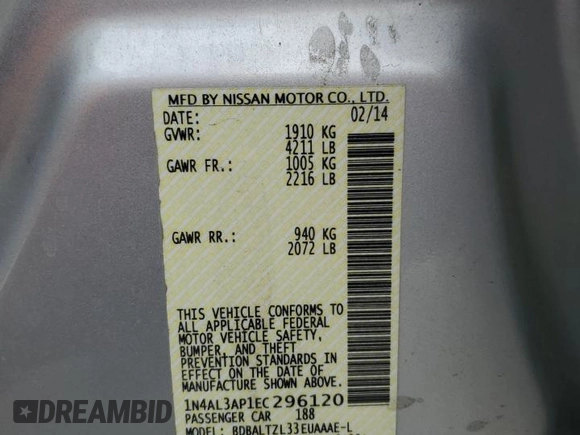 MFD BY NISSAN MOTOR CO., LTD.
DATE: 02/14
GVWR: 1910 KG
4211 LB
GAWR FR.: 1005 KG
2216 LB
GAWR RR.: 940 KG
2072 LB
THIS VEHICLE CONFORMS TO
ALL APPLICABLE FEDERAL
MOTOR VEHICLE SAFETY,
BUMPER, AND THEFT
PREVENTION STANDARDS IN
EFFECT ON THE DATE OF
MANUFACTURE SHOWN ABOVE.
1N4AL3AP1EC296120
PASSENGER CAR 188
MODEL: BDBALTZL33EUAAAE-L
DREAMBID